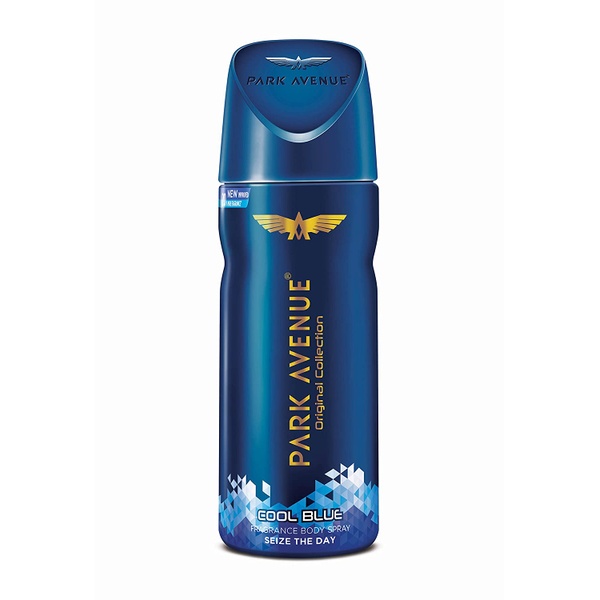 PARK AVENUE
NEW
PARK AVENUE®
Original Collection
COOL BLUE
FRAGRANCE BODY SPRAY
SEIZE THE DAY